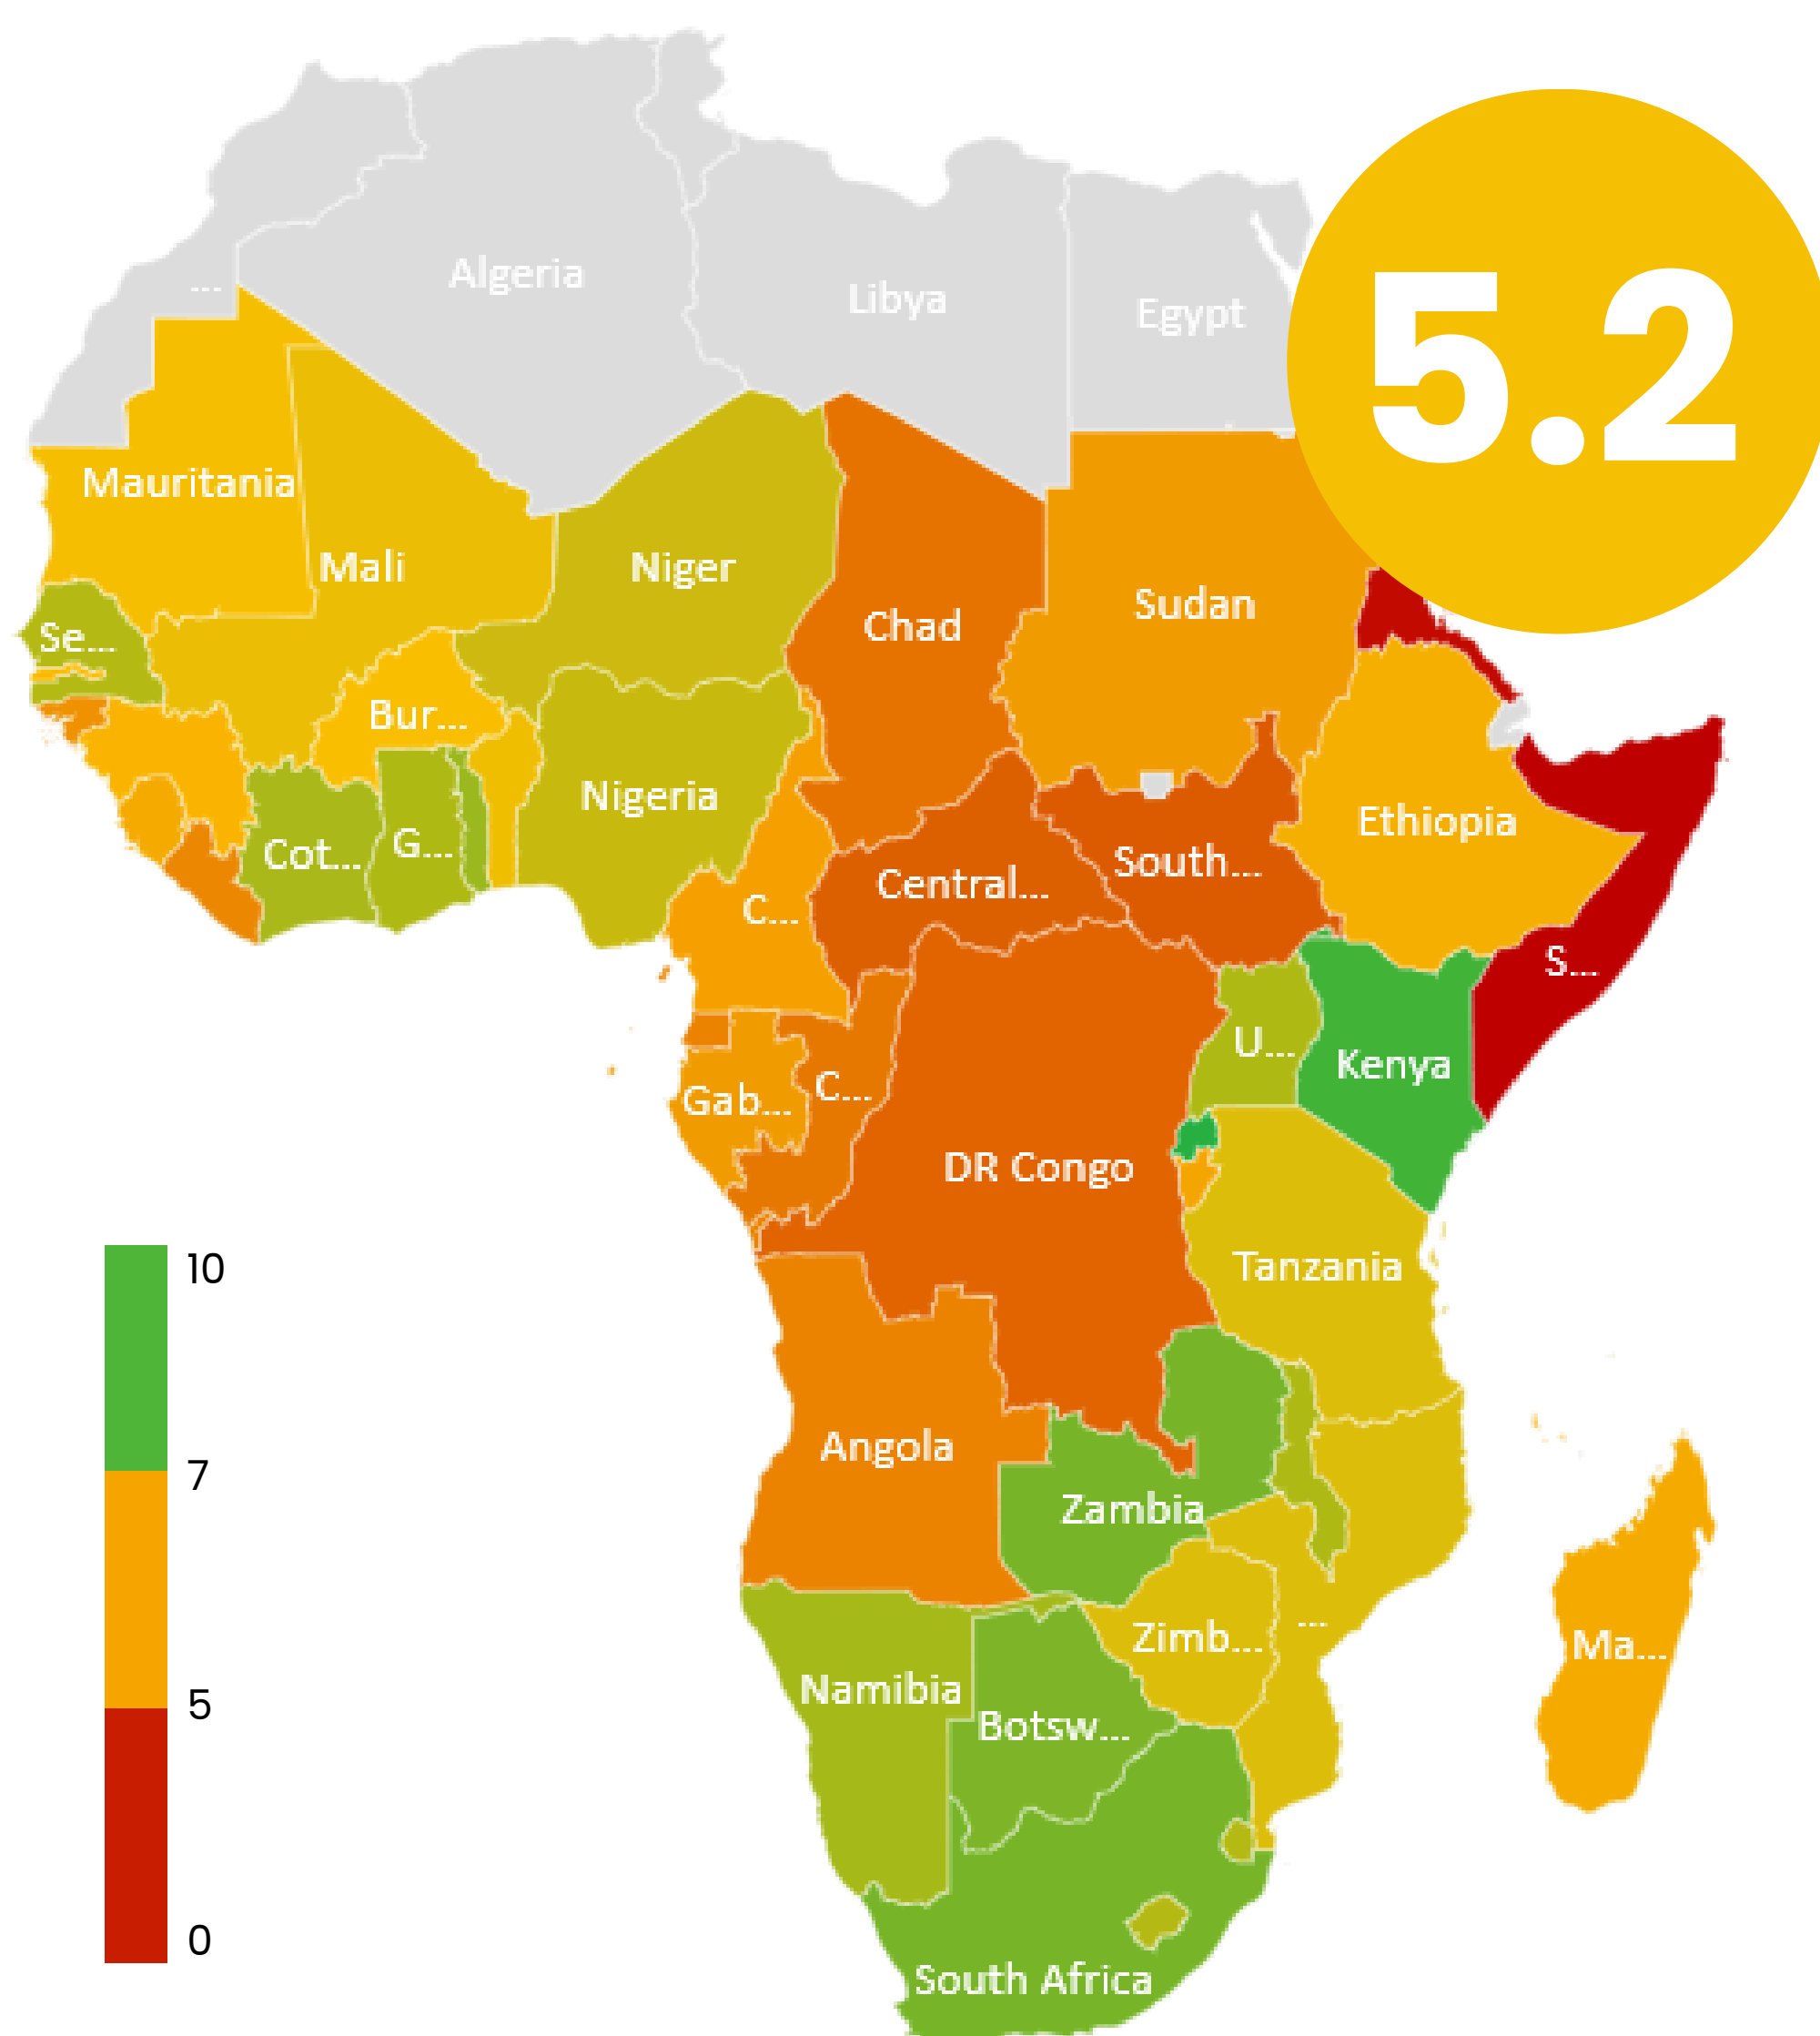 5.2
...
Algeria
Libya
Egypt
Mauritania
Mali
Niger
Chad
Sudan
Se...
Bur...
Nigeria
Ethiopia
Cot...
G...
Central...
South...
C...
S...
U...
Kenya
Gab...
C...
DR Congo
Tanzania
10
Angola
7
Zambia
Zimb...
...
Ma...
Namibia
5
Botsw...
0
South Africa